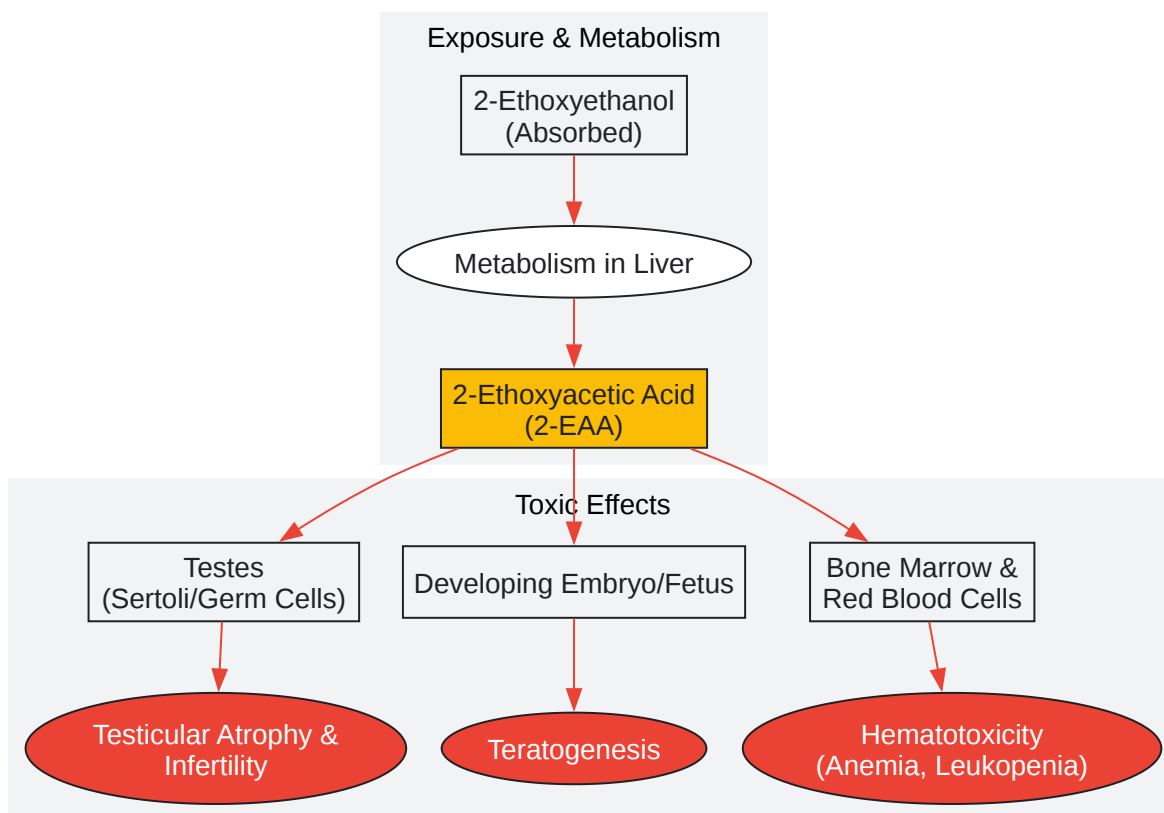 Exposure & Metabolism
2-Ethoxyethanol
(Absorbed)
Metabolism in Liver
2-Ethoxyacetic Acid
(2-EAA)
Toxic Effects
Testes
(Sertoli/Germ Cells)
Developing Embryo/Fetus
Bone Marrow &
Red Blood Cells
Testicular Atrophy &
Infertility
Teratogenesis
Hematotoxicity
(Anemia, Leukopenia)